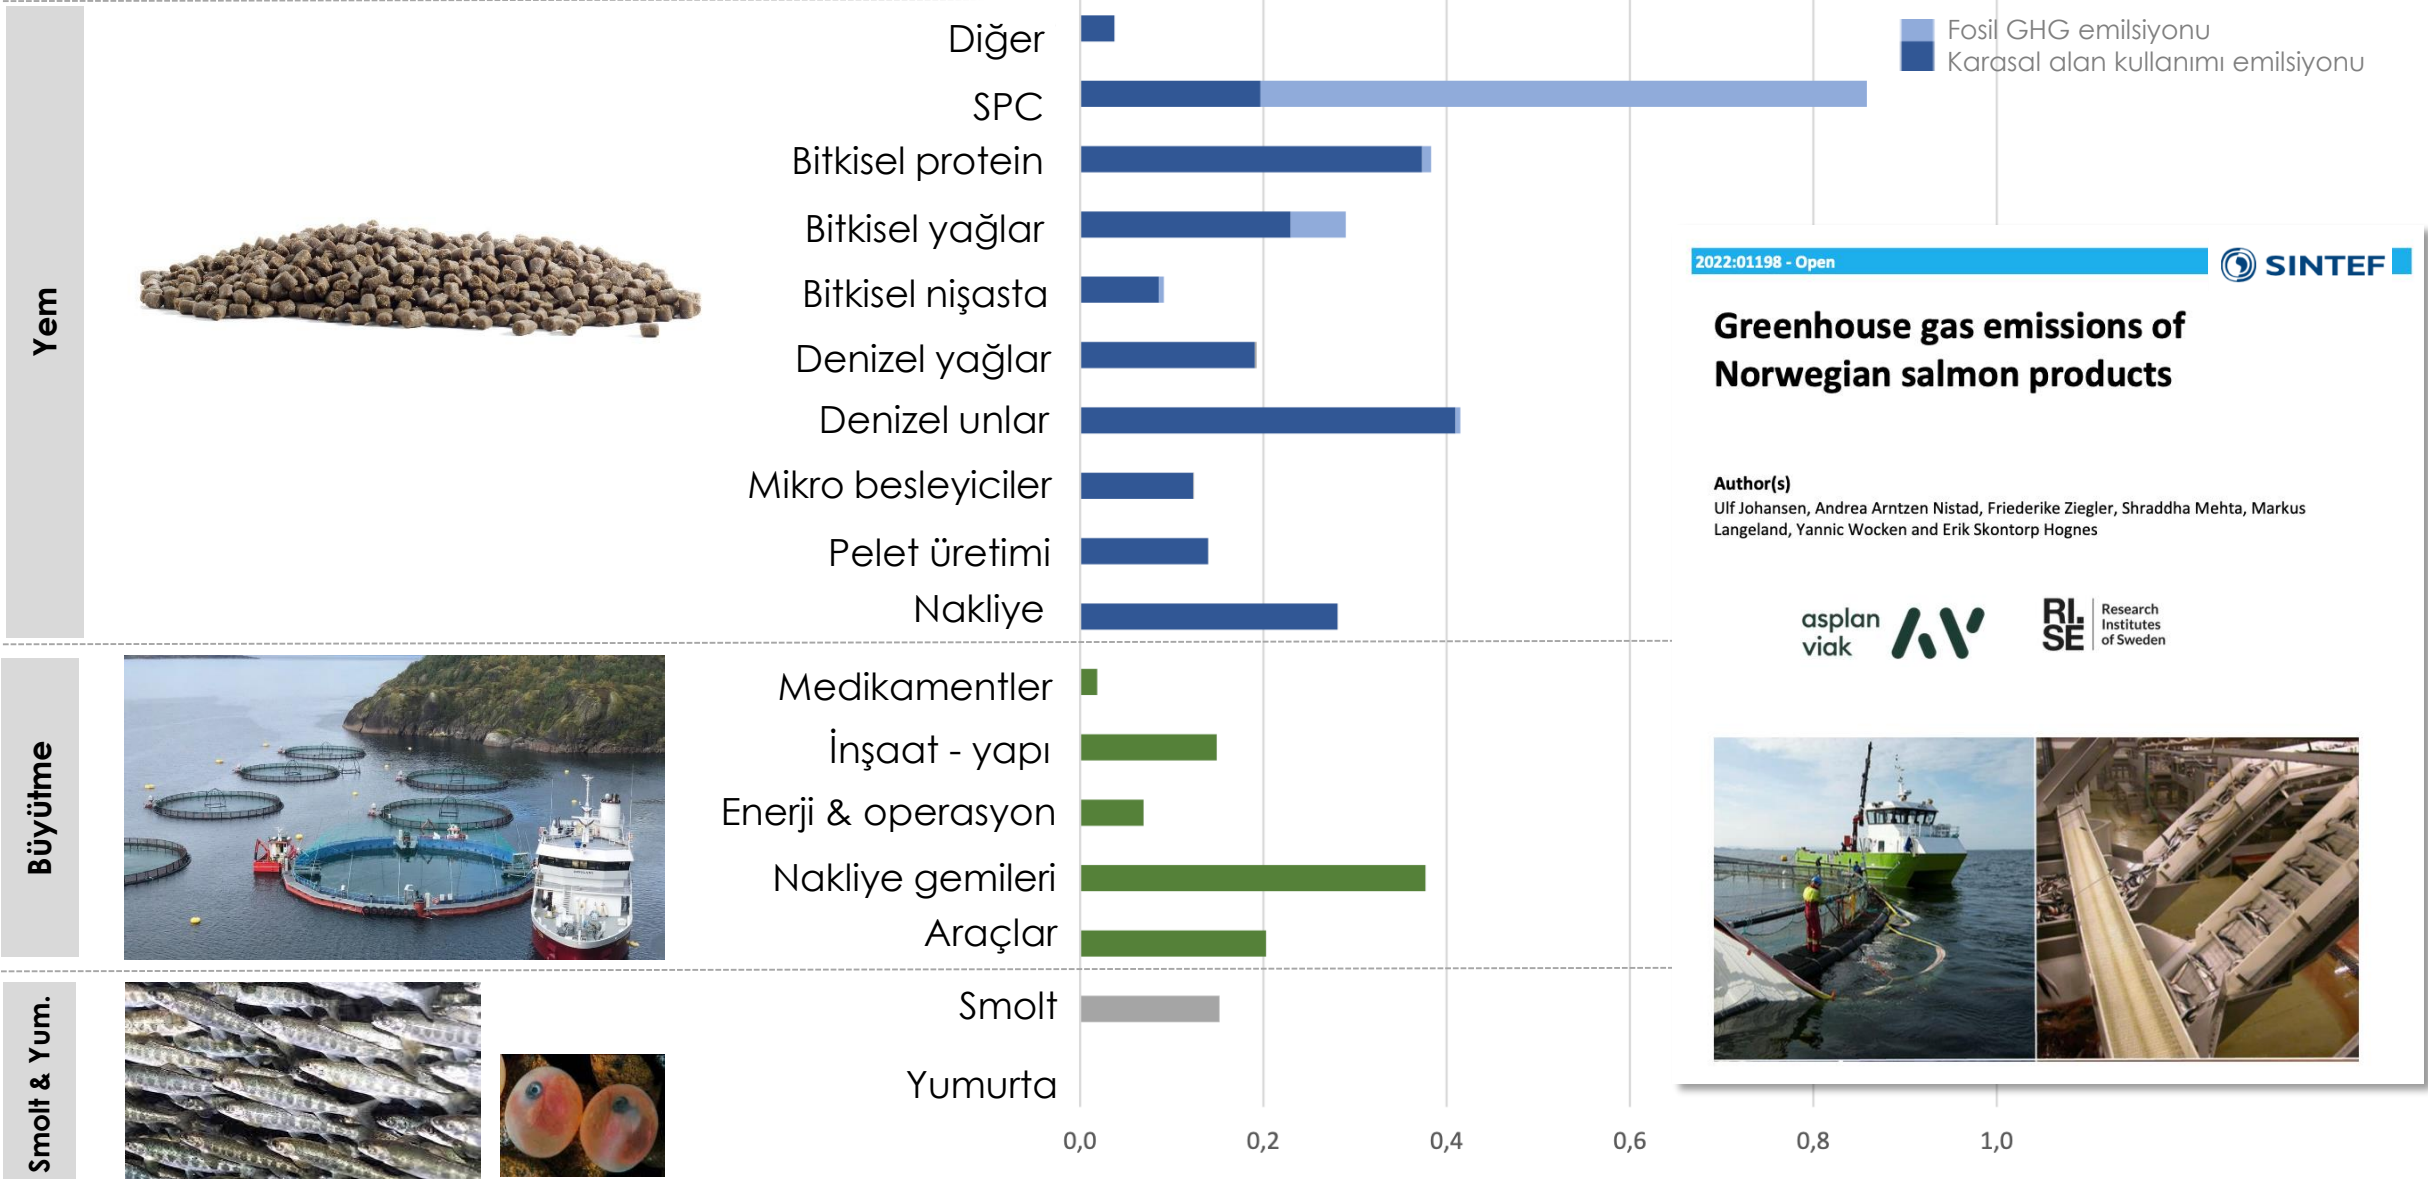 Yem
Diğer
SPC
Bitkisel protein
Bitkisel yağlar
Bitkisel nişasta
Denizel yağlar
Denizel unlar
Mikro besleyiciler
Pelet üretimi
Nakliye
Büyütme
Medikamentler
İnşaat - yapı
Enerji & operasyon
Nakliye gemileri
Araçlar
Smolt & Yum.
Smolt
Yumurta
0,0 0,2 0,4 0,6 0,8 1,0
Fosil GHG emilsiyonu
Karasal alan kullanımı emilsiyonu
2022:01198 - Open
SINTEF
Greenhouse gas emissions of
Norwegian salmon products
Author(s)
Ulf Johansen, Andrea Arntzen Nistad, Friederike Ziegler, Shraddha Mehta, Markus
Langeland, Yannic Wocken and Erik Skontorp Hognes
asplan
viak
RI.
SE
Research
Institutes
of Sweden